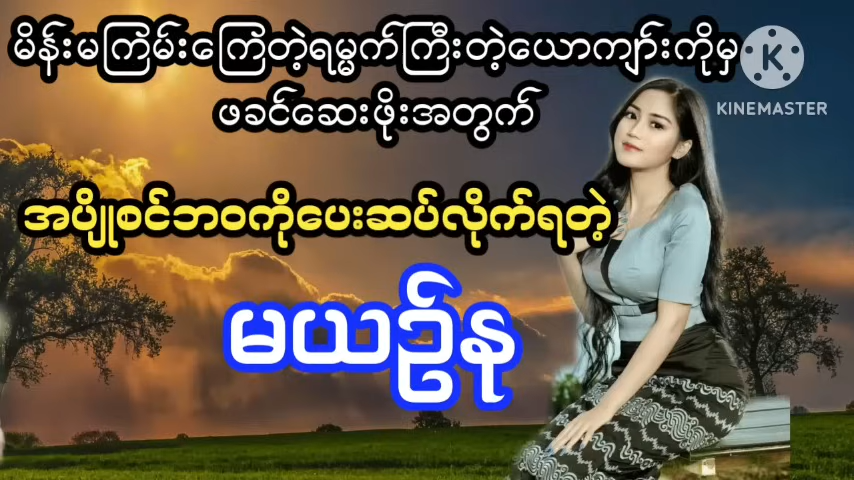 မိန်းမကြမ်းကြေတဲ့ရမ္မက်ကြီးတဲ့ယောကျာ်းကိုမှ
ဖခင်ဆေးဖိုးအတွက်
KINEMASTER
အပျိုစင်ဘဝကိုပေးဆပ်လိုက်ရတဲ့
မယဥ်နု